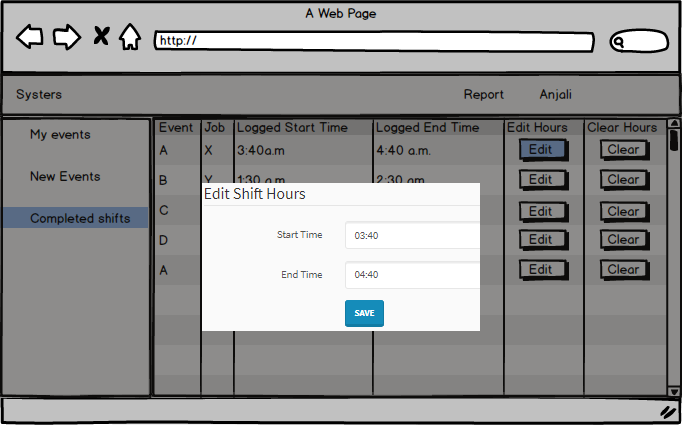 A Web Page
http://
Systers Report Anjali
My events
New Events
Completed shifts
Event Job Logged Start Time Logged End Time Edit Hours Clear Hours
A X 3:40a.m 4:40 a.m. Edit Clear
B Y 1:30 a.m 2:30 am Edit Clear
C Edit Clear
D Edit Clear
A Edit Clear
Edit Shift Hours
Start Time 03:40
End Time 04:40
SAVE